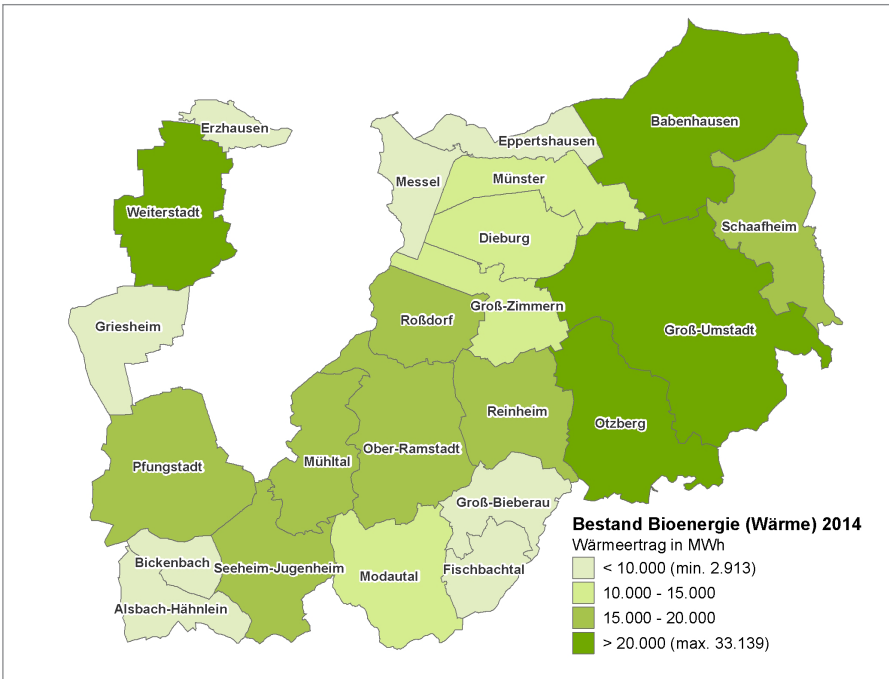 Erzhausen
Babenhausen
Eppertshausen
Messel
Münster
Weiterstadt
Schaafheim
Dieburg
Groß-Zimmern
Roßdorf
Griesheim
Groß-Umstadt
Reinheim
Otzberg
Ober-Ramstadt
Mühltal
Pfungstadt
Groß-Bieberau
Bickenbach
Seeheim-Jugenheim
Modautal
Fischbachtal
Alsbach-Hähnlein
Bestand Bioenergie (Wärme) 2014
Wärmeertrag in MWh
< 10.000 (min. 2.913)
10.000 - 15.000
15.000 - 20.000
> 20.000 (max. 33.139)